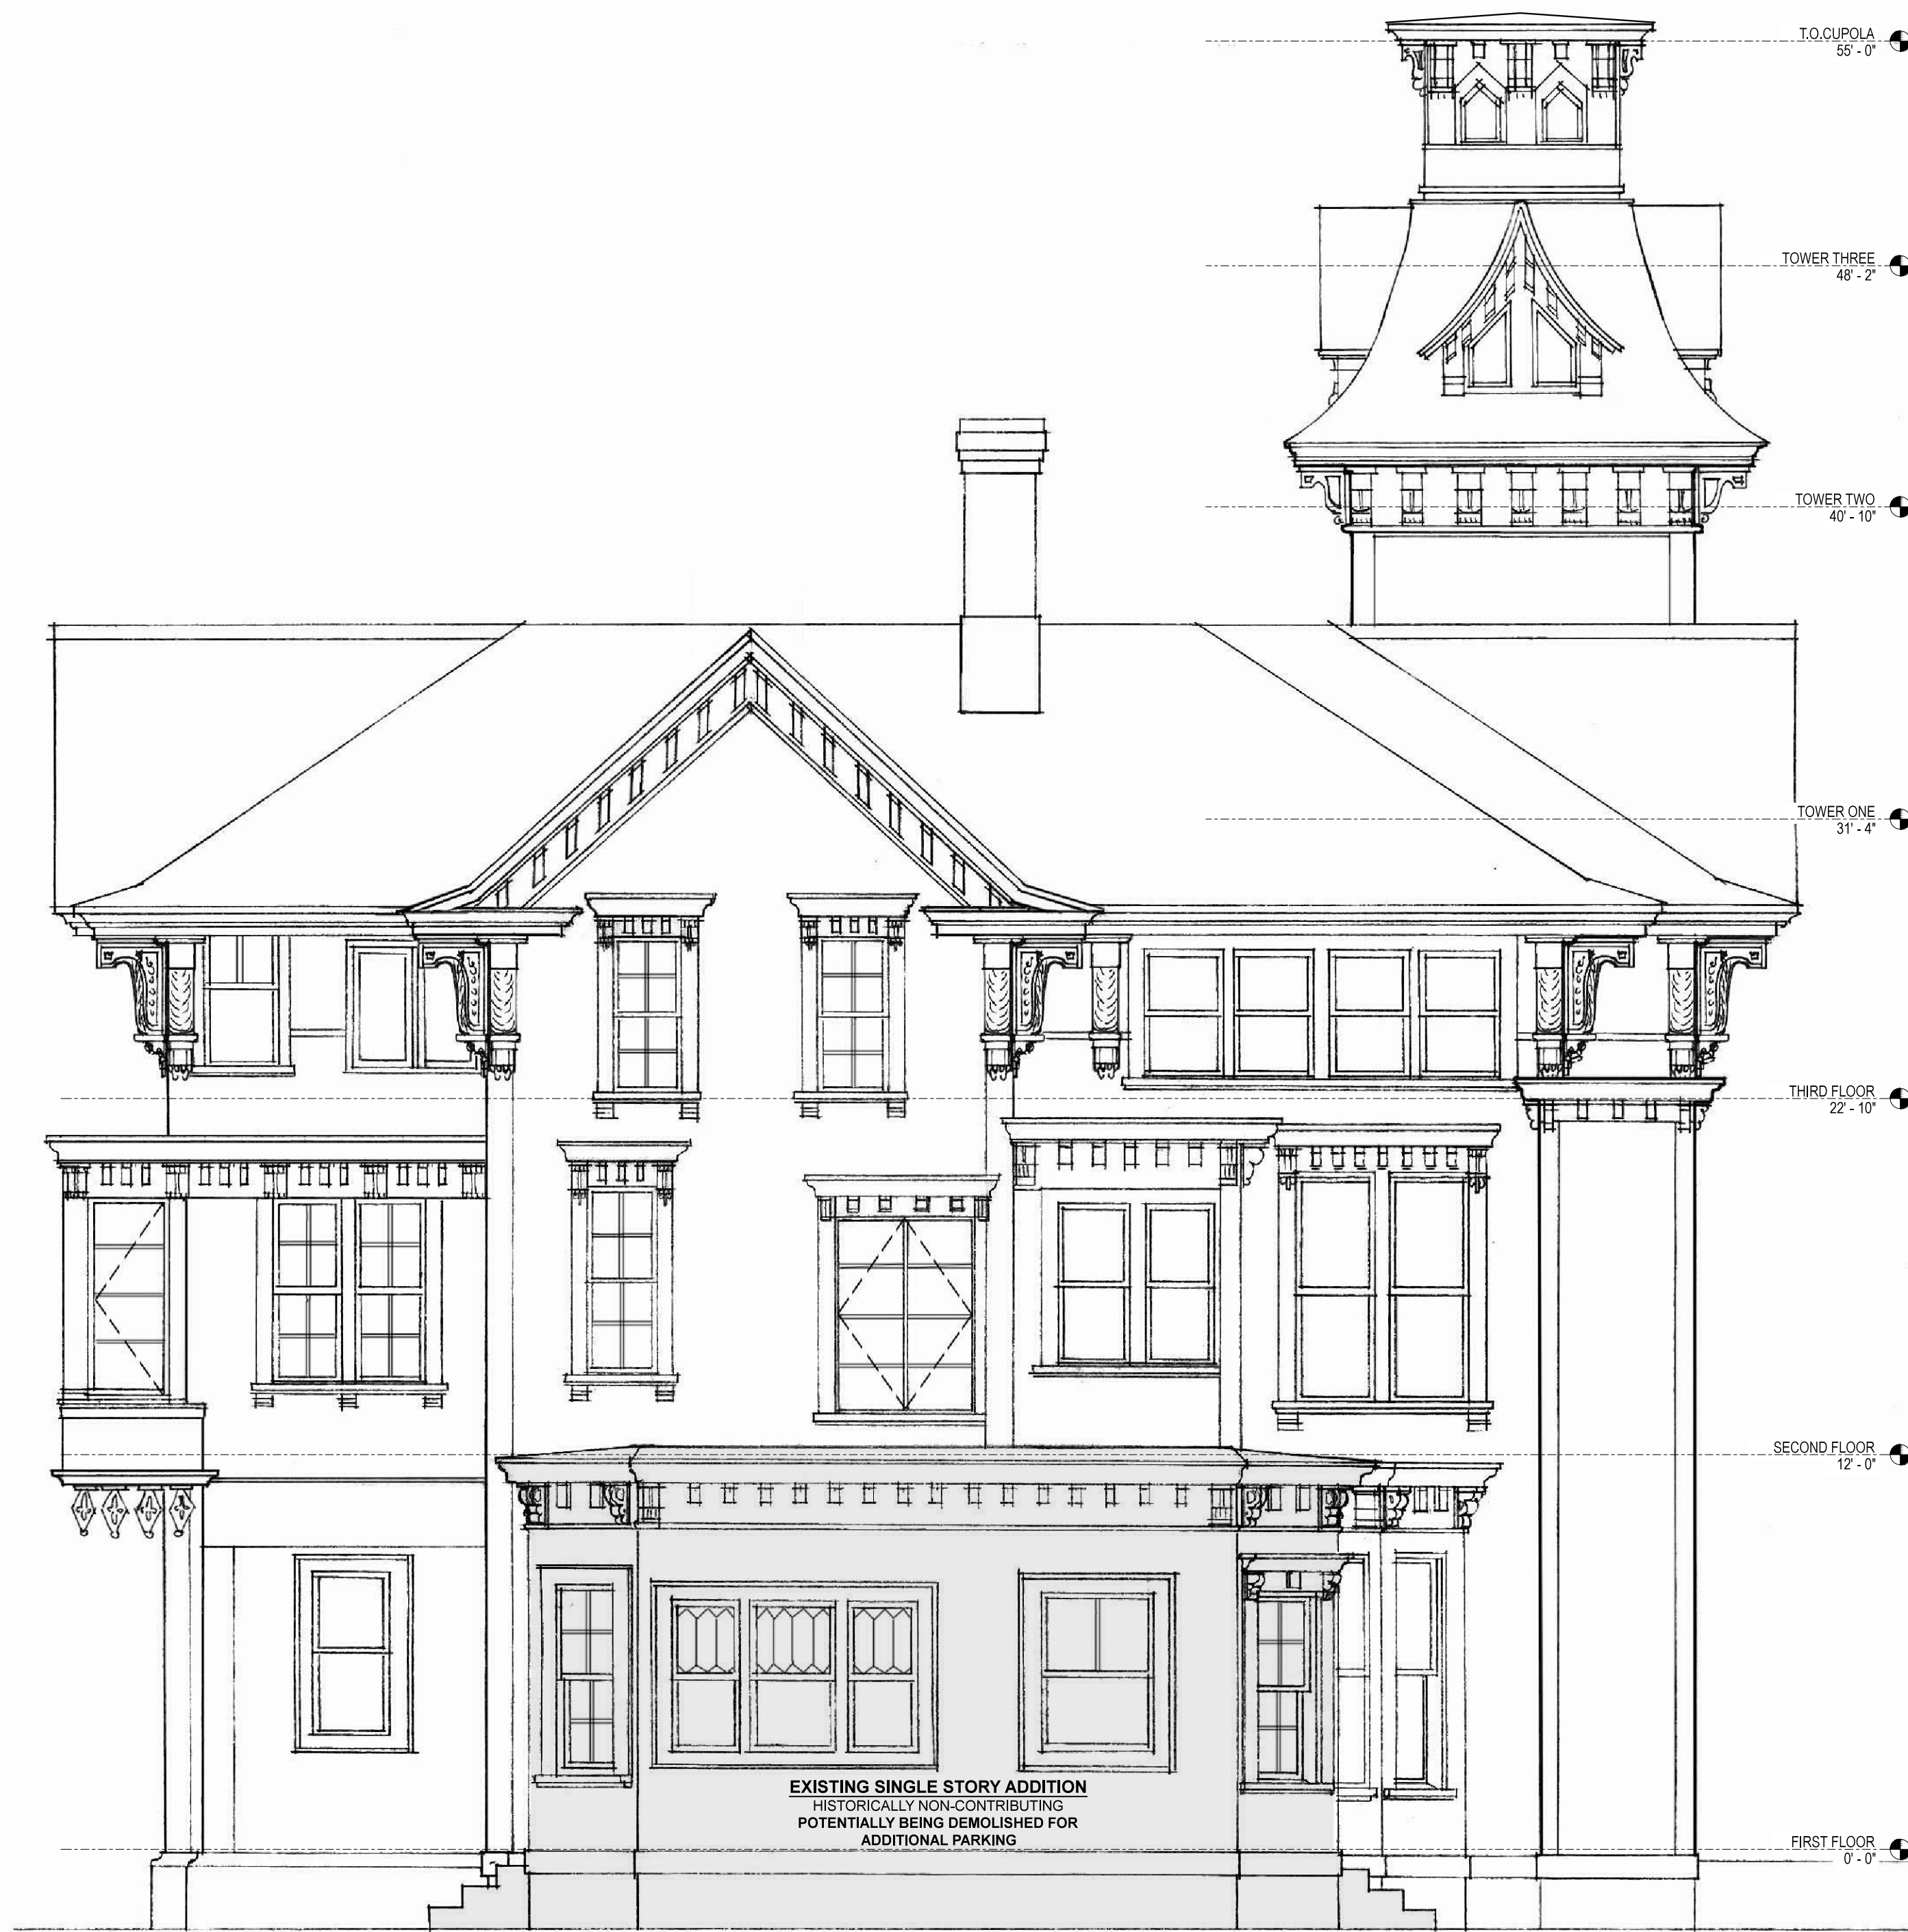 T.O.CUPOLA
55' - 0"
TOWER THREE
48' - 2"
TOWER TWO
40' - 10"
TOWER ONE
31' - 4"
THIRD FLOOR
22' - 10"
SECOND FLOOR
12' - 0"
EXISTING SINGLE STORY ADDITION
HISTORICALLY NON-CONTRIBUTING
POTENTIALLY BEING DEMOLISHED FOR
ADDITIONAL PARKING
FIRST FLOOR
0' - 0"